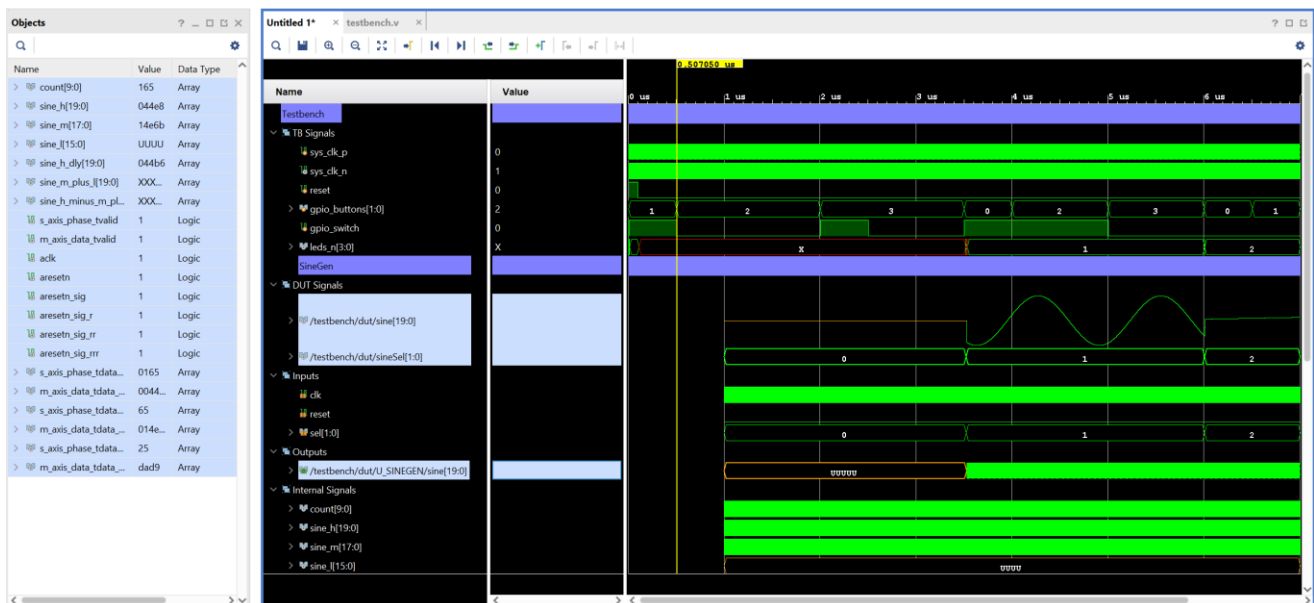 Objects
Name Value Data Type
count[9:0] 165 Array
sine_h[19:0] 044e8 Array
sine_m[17:0] 14e6b Array
sine_l[15:0] UUUU Array
sine_h_dly[19:0] 044b6 Array
sine_m_plus_l[19:0] XXX... Array
sine_h_minus_m_pl... XXX... Array
s_axis_phase_tvalid 1 Logic
m_axis_data_tvalid 1 Logic
aclk 1 Logic
aresetn 1 Logic
aresetn_sig 1 Logic
aresetn_sig_r 1 Logic
aresetn_sig_rr 1 Logic
aresetn_sig_rrr 1 Logic
s_axis_phase_tdata... 0165 Array
m_axis_data_tdata_... 0044... Array
s_axis_phase_tdata... 65 Array
m_axis_data_tdata_... 014e... Array
s_axis_phase_tdata... 25 Array
m_axis_data_tdata_... dad9 Array
Untitled 1* testbench.v
0.507050 us
Name Value
0 us 1 us 2 us 3 us 4 us 5 us 6 us
Testbench
TB Signals
sys_clk_p 0
sys_clk_n 1
reset 0
gpio_buttons[1:0] 2 1 2 3 0 2 3 0 1
gpio_switch 0
leds_n[3:0] X X 1 2
SineGen
DUT Signals
/testbench/dut/sine[19:0]
/testbench/dut/sineSel[1:0] 0 1 2
Inputs
clk
reset
sel[1:0] 0 1 2
Outputs
/testbench/dut/U_SINEGEN/sine[19:0] UUUUU
Internal Signals
count[9:0]
sine_h[19:0]
sine_m[17:0]
sine_l[15:0] UUUU